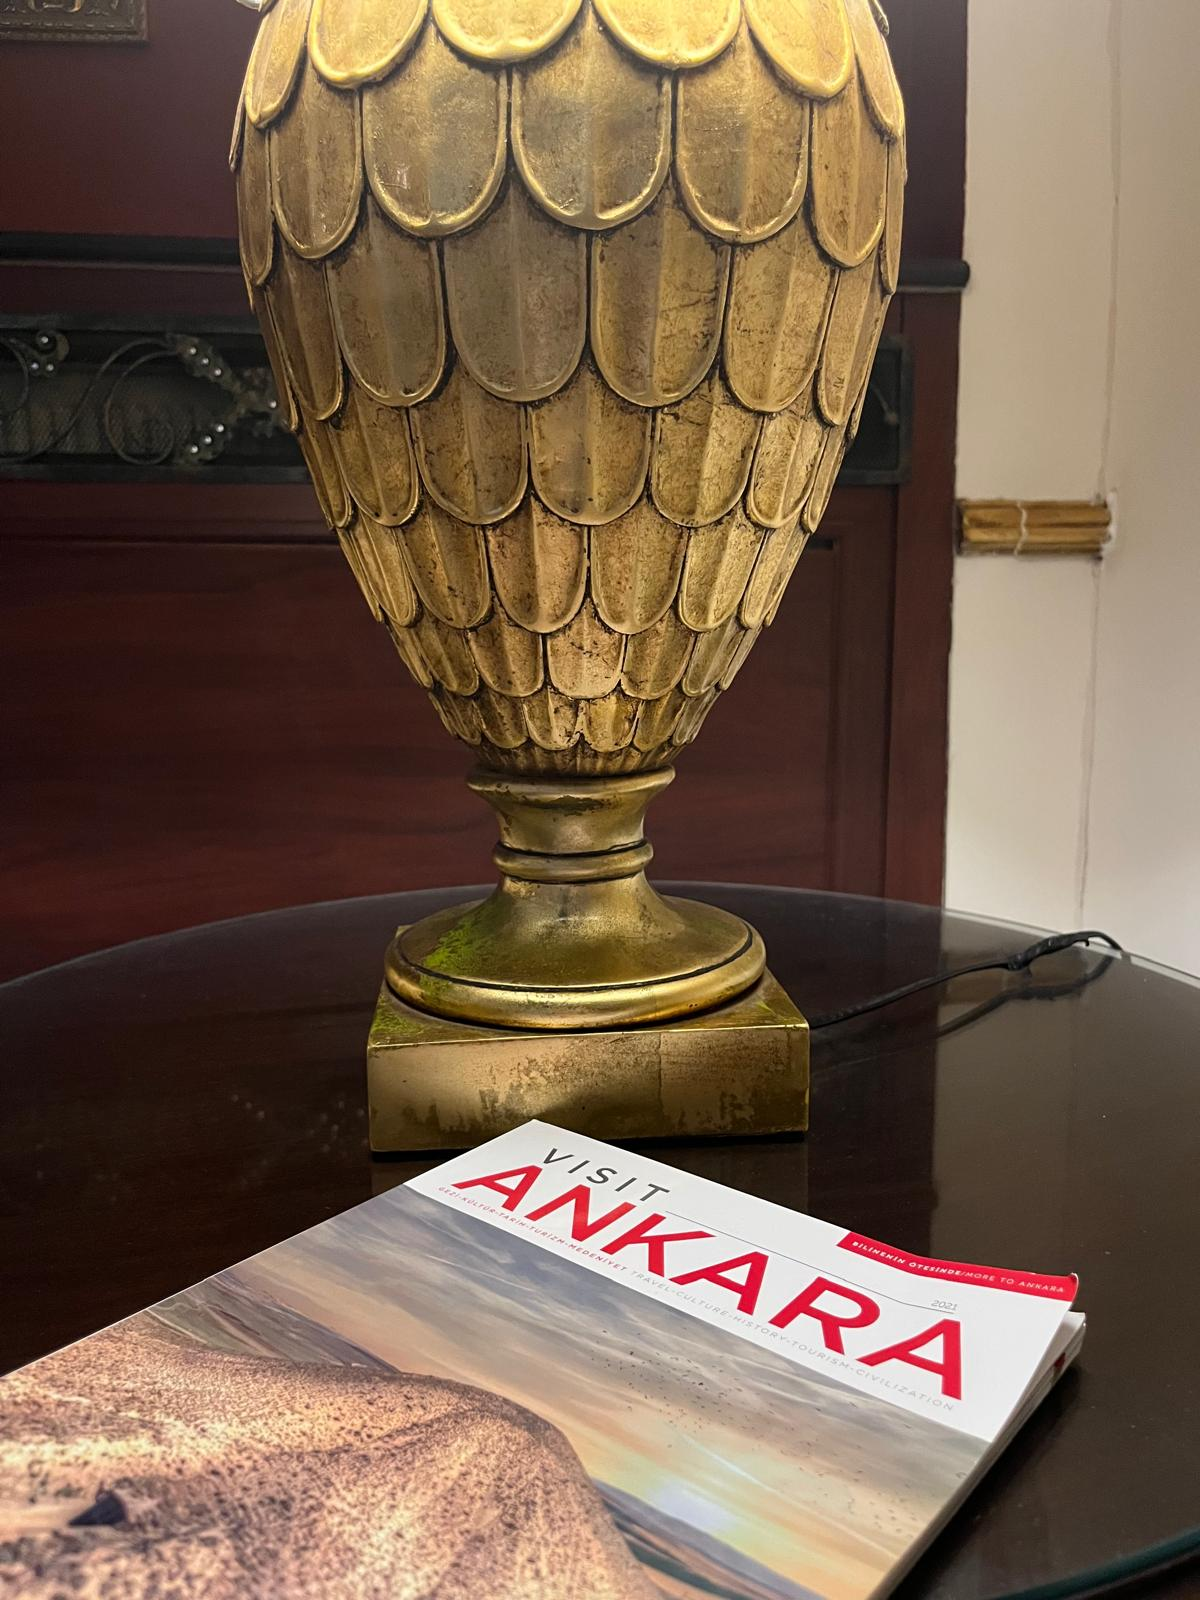 VISIT
ANKARA
GEZİ-KÜLTÜR-TARİH-TURİZM-MEDENİYET TRAVEL-CULTURE-HISTORY-TOURISM-CIVILIZATION
BİLİNENİN ÖTESİNDE/MORE TO ANKARA
2021